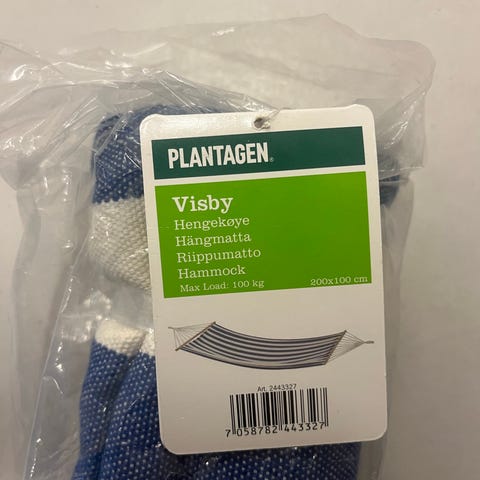 PLANTAGEN®
Visby
Hengekøye
Hängmatta
Riippumatto
Hammock
Max Load: 100 kg 200x100 cm
Art. 2443327
7 058782 443327